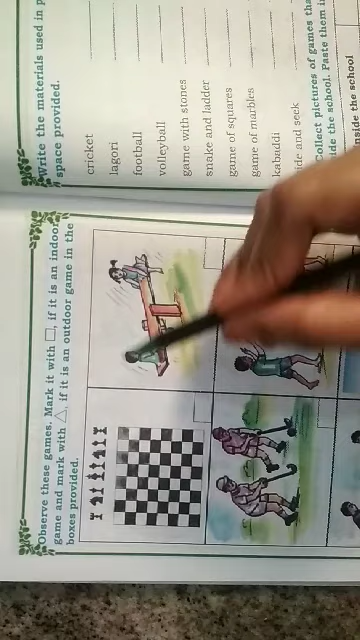 Observe these games. Mark it with □, if it is an indoor
game and mark with △, if it is an outdoor game in the
boxes provided.
Write the materials used in
space provided.
cricket
lagori
football
volleyball
game with stones
snake and ladder
game of squares
game of marbles
kabaddi
ide and seek
Collect pictures of games
ide the school. Paste them
nside the school